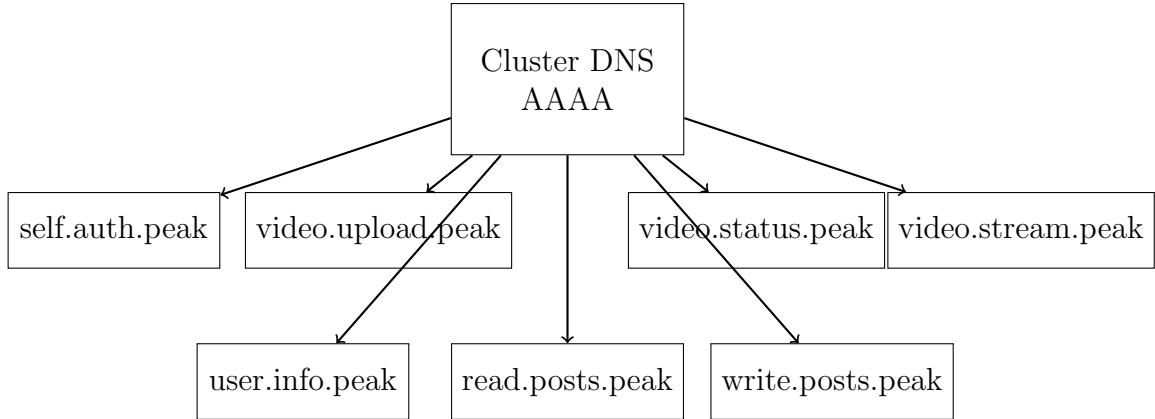 Cluster DNS
AAAA
self.auth.peak
video.upload.peak
video.status.peak
video.stream.peak
user.info.peak
read.posts.peak
write.posts.peak